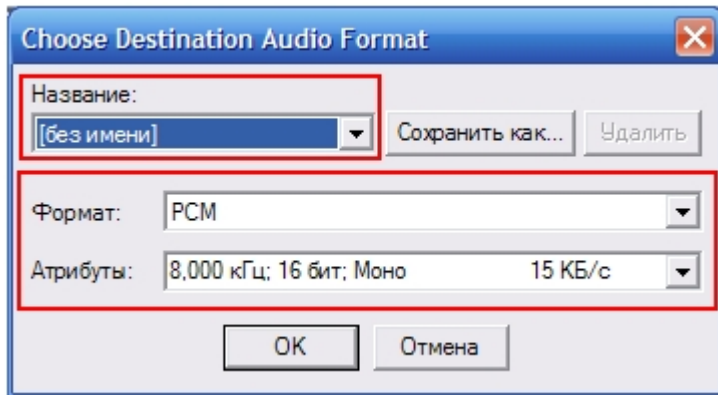 Choose Destination Audio Format
Название:
[без имени] Сохранить как... Удалить
Формат: PCM
Атрибуты: 8,000 кГц; 16 бит; Моно 15 КБ/с
OK Отмена